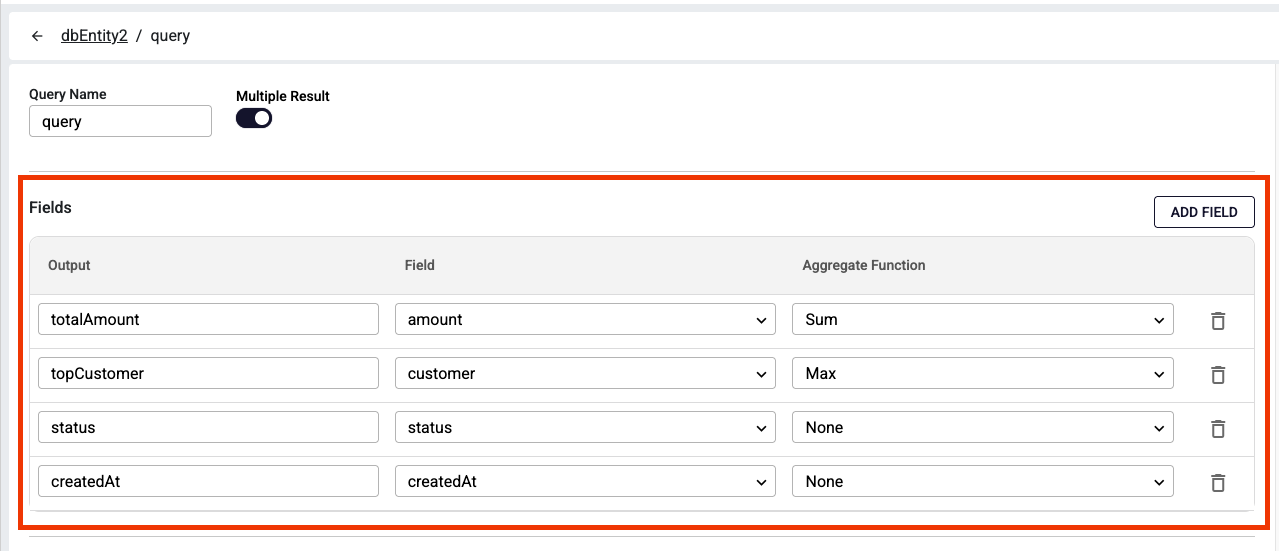 ← dbEntity2 / query
Query Name Multiple Result
query
Fields ADD FIELD
Output Field Aggregate Function
totalAmount amount Sum
topCustomer customer Max
status status None
createdAt createdAt None